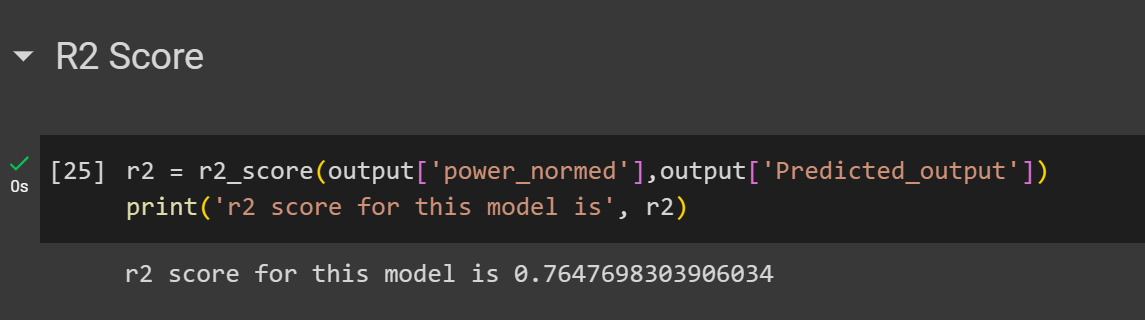 R2 Score
[25] r2 = r2_score(output['power_normed'],output['Predicted_output'])
0s
print('r2 score for this model is', r2)
r2 score for this model is 0.7647698303906034